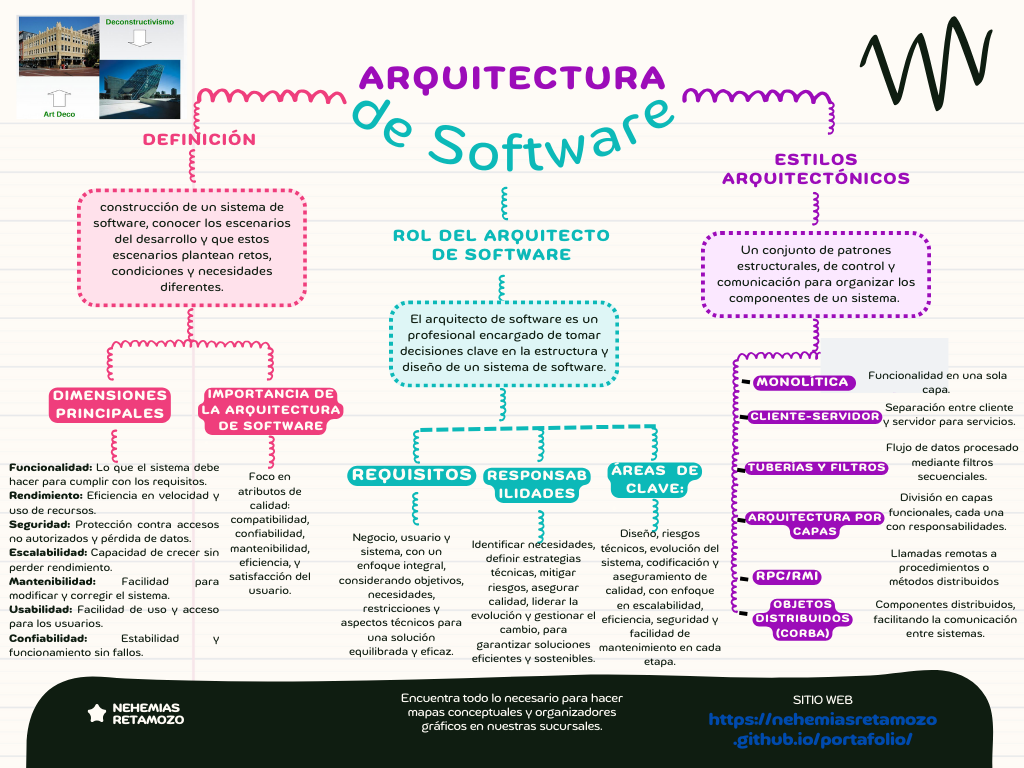 Deconstructivismo
Art Deco
ARQUITECTURA
de Software
DEFINICIÓN
construcción de un sistema de
software, conocer los escenarios
del desarrollo y que estos
escenarios plantean retos,
condiciones y necesidades
diferentes.
DIMENSIONES
PRINCIPALES
Funcionalidad: Lo que el sistema debe
hacer para cumplir con los requisitos.
Rendimiento: Eficiencia en velocidad y
uso de recursos.
Seguridad: Protección contra accesos
no autorizados y pérdida de datos.
Escalabilidad: Capacidad de crecer sin
perder rendimiento.
Mantenibilidad: Facilidad para
modificar y corregir el sistema.
Usabilidad: Facilidad de uso y acceso
para los usuarios.
Confiabilidad: Estabilidad y
funcionamiento sin fallos.
IMPORTANCIA DE
LA ARQUITECTURA
DE SOFTWARE
Foco en
atributos de
calidad:
compatibilidad,
confiabilidad,
mantenibilidad,
eficiencia, y
satisfacción del
usuario.
ROL DEL ARQUITECTO
DE SOFTWARE
El arquitecto de software es un
profesional encargado de tomar
decisiones clave en la estructura y
diseño de un sistema de software.
REQUISITOS
Negocio, usuario y
sistema, con un
enfoque integral,
considerando objetivos,
necesidades,
restricciones y
aspectos técnicos para
una solución
equilibrada y eficaz.
RESPONSAB
ILIDADES
Identificar necesidades,
definir estrategias
técnicas, mitigar
riesgos, asegurar
calidad, liderar la
evolución y gestionar el
cambio, para
garantizar soluciones
eficientes y sostenibles.
ÁREAS DE
CLAVE:
Diseño, riesgos
técnicos, evolución del
sistema, codificación y
aseguramiento de
calidad, con enfoque
en escalabilidad,
eficiencia, seguridad y
facilidad de
mantenimiento en cada
etapa.
ESTILOS
ARQUITECTÓNICOS
Un conjunto de patrones
estructurales, de control y
comunicación para organizar los
componentes de un sistema.
MONOLÍTICA
Funcionalidad en una sola
capa.
CLIENTE-SERVIDOR
Separación entre cliente
y servidor para servicios.
TUBERÍAS Y FILTROS
Flujo de datos procesado
mediante filtros
secuenciales.
ARQUITECTURA POR
CAPAS
División en capas
funcionales, cada una
con responsabilidades.
RPC/RMI
Llamadas remotas a
procedimientos o
métodos distribuidos
OBJETOS
DISTRIBUIDOS
(CORBA)
Componentes distribuidos,
facilitando la comunicación
entre sistemas.
NEHEMIAS
RETAMOZO
Encuentra todo lo necesario para hacer
mapas conceptuales y organizadores
gráficos en nuestras sucursales.
SITIO WEB
https://nehemiasretamozo
.github.io/portafolio/